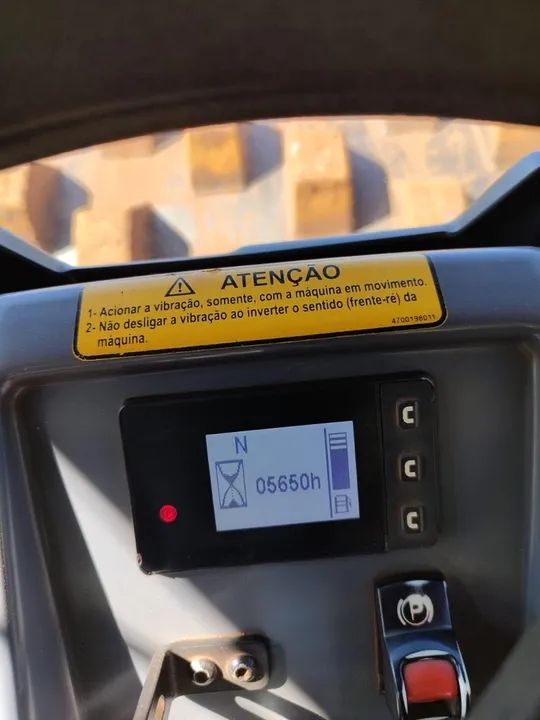 ATENÇÃO
1- Acionar a vibração, somente, com a máquina em movimento.
2- Não desligar a vibração ao inverter o sentido (frente-ré) da
máquina.
4700198011
N
05650h
C
C
C
P